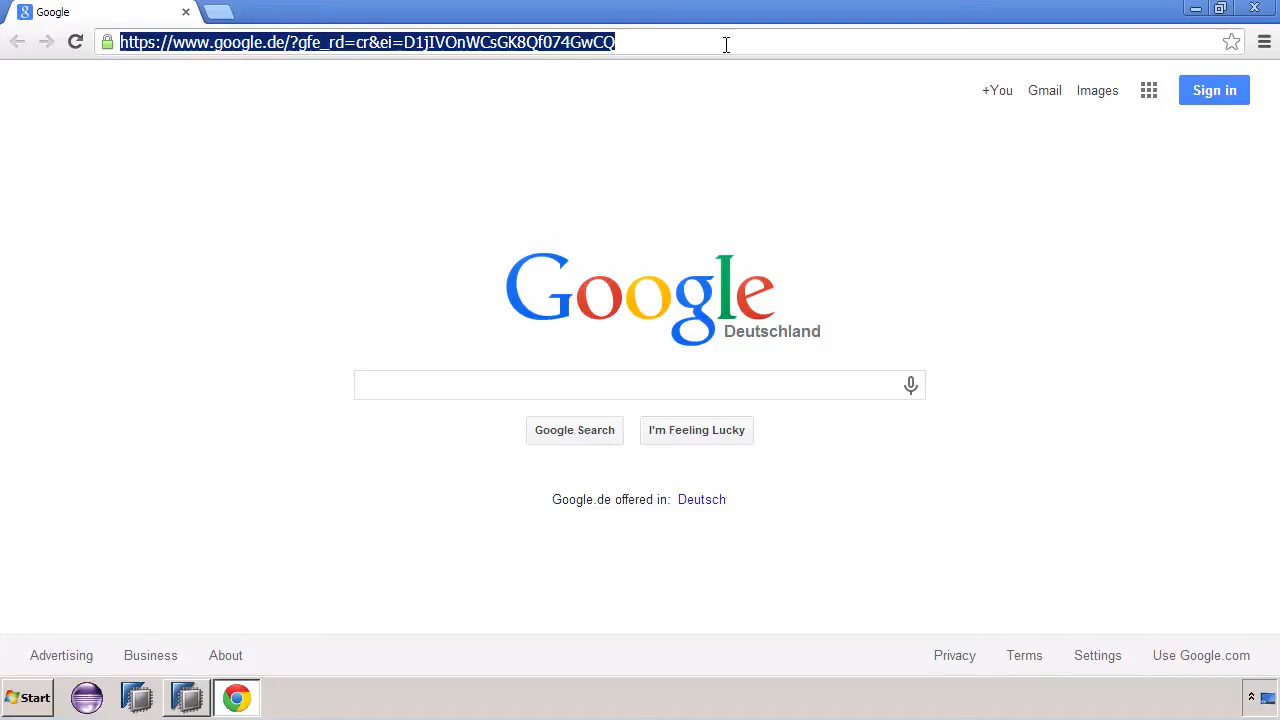 Google
https://www.google.de/?gfe_rd=cr&ei=D1jIVOnWCsGK8Qf074GwCQ
+You Gmail Images Sign in
Google
Deutschland
Google Search I'm Feeling Lucky
Google.de offered in: Deutsch
Advertising Business About Privacy Terms Settings Use Google.com
Start